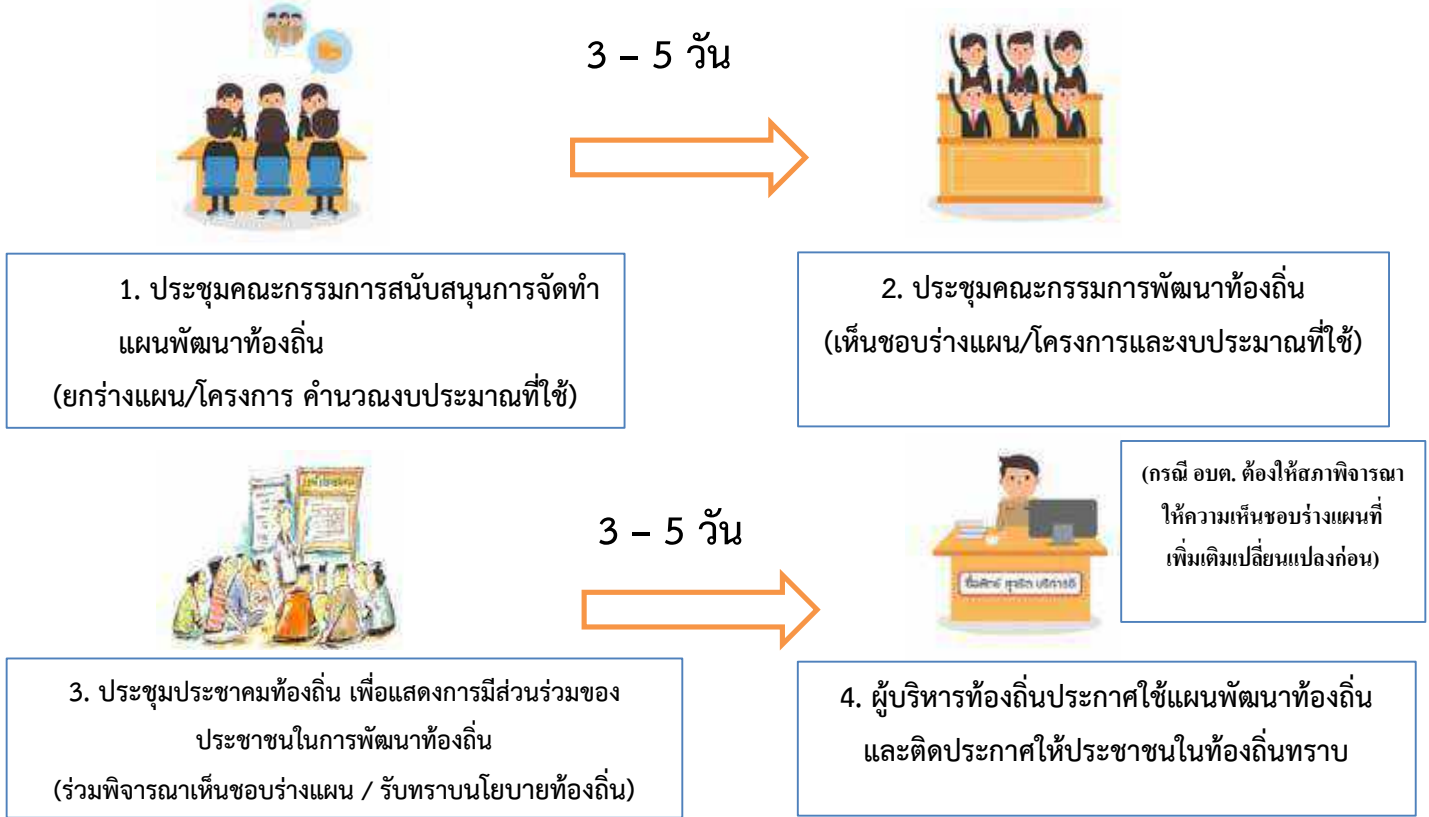 3 – 5 วัน
1. ประชุมคณะกรรมการสนับสนุนการจัดทำ
แผนพัฒนาท้องถิ่น
(ยกร่างแผน/โครงการ คำนวณงบประมาณที่ใช้)
2. ประชุมคณะกรรมการพัฒนาท้องถิ่น
(เห็นชอบร่างแผน/โครงการและงบประมาณที่ใช้)
3 – 5 วัน
(กรณี อบต. ต้องให้สภาพิจารณา
ให้ความเห็นชอบร่างแผนที่
เพิ่มเติมเปลี่ยนแปลงก่อน)
ซื่อสัตย์ สุจริต บริการดี
3. ประชุมประชาคมท้องถิ่น เพื่อแสดงการมีส่วนร่วมของ
ประชาชนในการพัฒนาท้องถิ่น
(ร่วมพิจารณาเห็นชอบร่างแผน / รับทราบนโยบายท้องถิ่น)
4. ผู้บริหารท้องถิ่นประกาศใช้แผนพัฒนาท้องถิ่น
และติดประกาศให้ประชาชนในท้องถิ่นทราบ